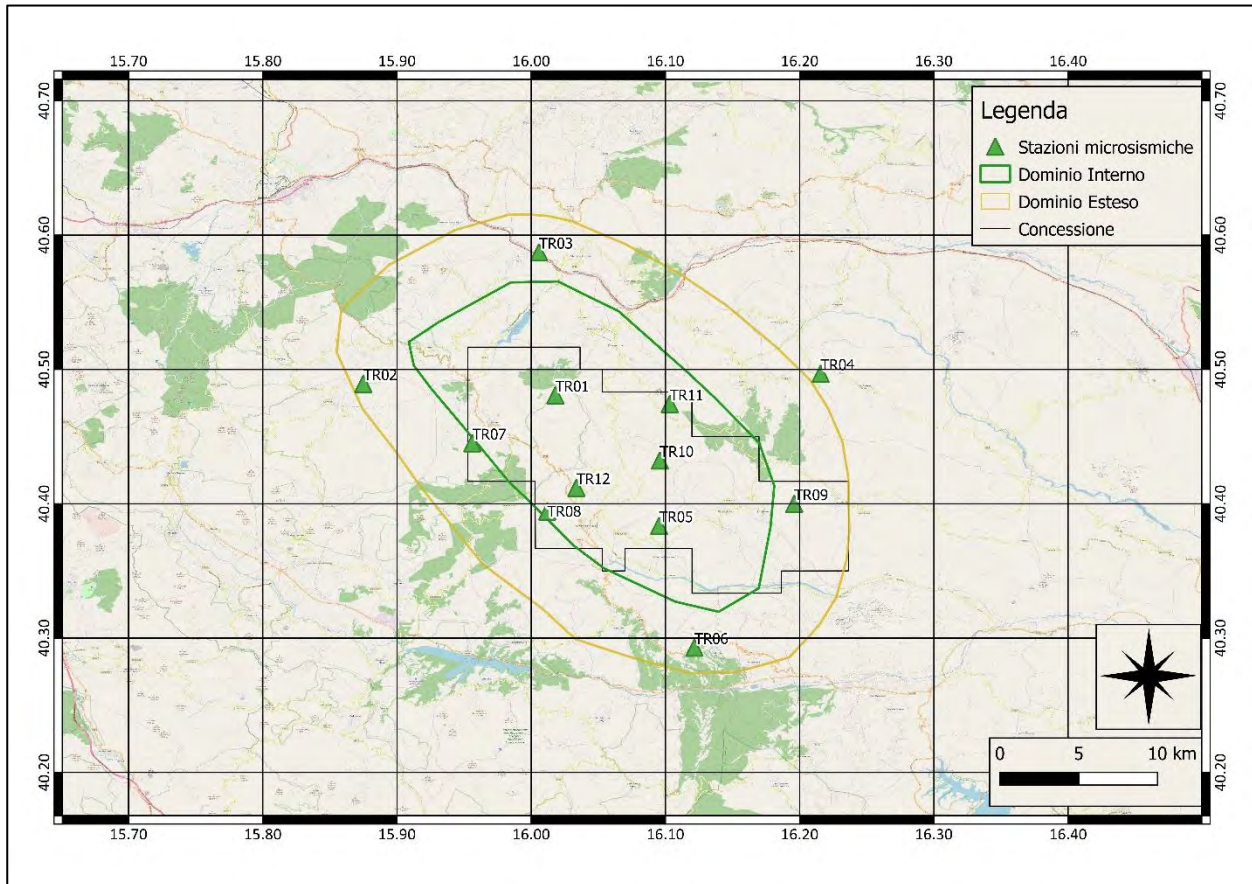 15.70 15.80 15.90 16.00 16.10 16.20 16.30 16.40
40.70 40.70
Legenda
Stazioni microsismiche
Dominio Interno
Dominio Esteso
Concessione
40.60 40.60
TR03
40.50 40.50
TR04
TR02
TR01
TR11
TR07
TR10
TR12
40.40 40.40
TR09
TR08
TR05
40.30 40.30
TR06
0 5 10 km
40.20 40.20
15.70 15.80 15.90 16.00 16.10 16.20 16.30 16.40